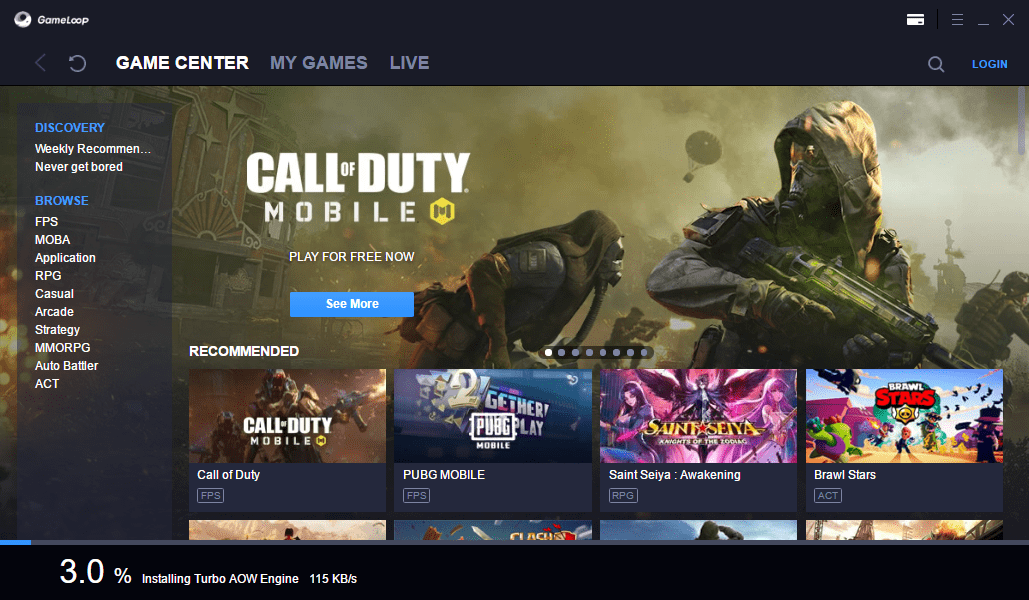 GameLoop
GAME CENTER MY GAMES LIVE LOGIN
DISCOVERY
Weekly Recommen...
Never get bored
BROWSE
FPS
MOBA
Application
RPG
Casual
Arcade
Strategy
MMORPG
Auto Battler
ACT
CALL OF DUTY
MOBILE
PLAY FOR FREE NOW
See More
RECOMMENDED
CALL OF DUTY
MOBILE
Call of Duty
FPS
2GETHER!
PLAY
PUBG
MOBILE
PUBG MOBILE
FPS
SAINT SEIYA
KNIGHTS OF THE ZODIAC
Saint Seiya : Awakening
RPG
BRAWL
STARS
Brawl Stars
ACT
CLASH
3.0 % Installing Turbo AOW Engine 115 KB/s